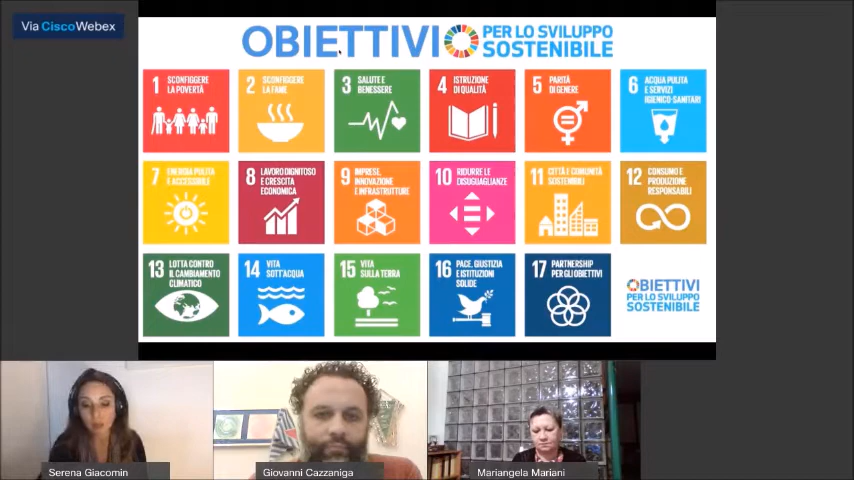 Via Cisco Webex
OBIETTIVI PER LO SVILUPPO
SOSTENIBILE
1 SCONFIGGERE
LA POVERTÀ
2 SCONFIGGERE
LA FAME
3 SALUTE E
BENESSERE
4 ISTRUZIONE
DI QUALITÀ
5 PARITÀ
DI GENERE
6 ACQUA PULITA
E SERVIZI
IGIENICO-SANITARI
7 ENERGIA PULITA
E ACCESSIBILE
8 LAVORO DIGNITOSO
E CRESCITA
ECONOMICA
9 IMPRESE,
INNOVAZIONE
E INFRASTRUTTURE
10 RIDURRE LE
DISUGUAGLIANZE
11 CITTÀ E COMUNITÀ
SOSTENIBILI
12 CONSUMO E
PRODUZIONE
RESPONSABILI
13 LOTTA CONTRO
IL CAMBIAMENTO
CLIMATICO
14 VITA
SOTT'ACQUA
15 VITA
SULLA TERRA
16 PACE, GIUSTIZIA
E ISTITUZIONI
SOLIDE
17 PARTNERSHIP
PER GLI OBIETTIVI
OBIETTIVI
PER LO SVILUPPO
SOSTENIBILE
Serena Giacomin
Giovanni Cazzaniga
Mariangela Mariani